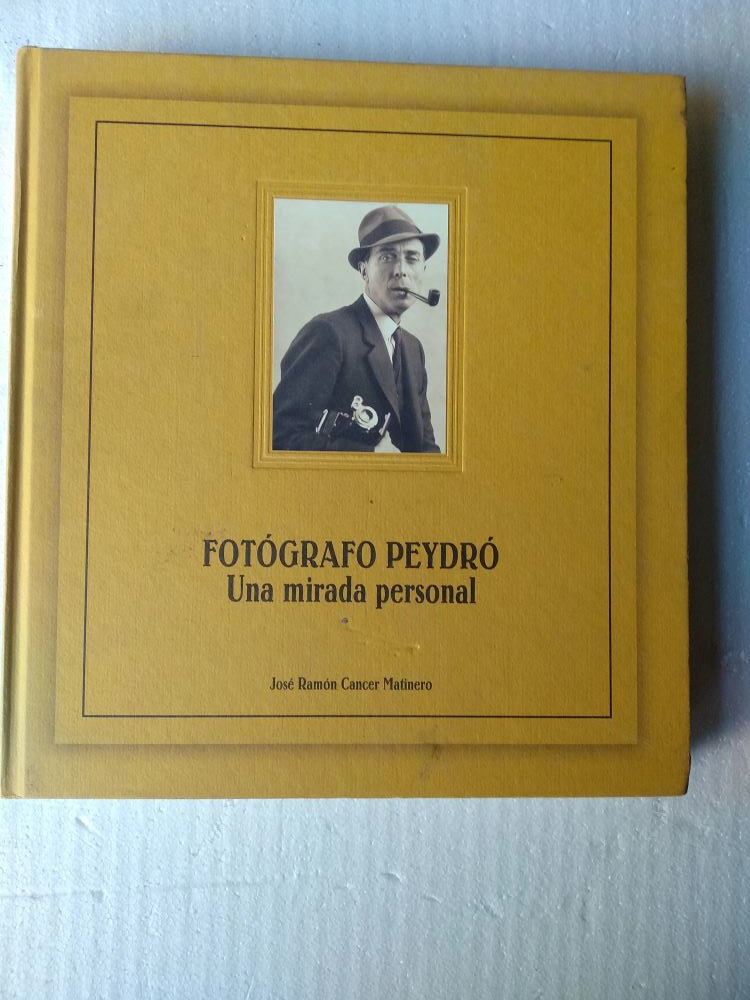 FOTÓGRAFO PEYDRÓ
Una mirada personal
José Ramón Cancer Matinero